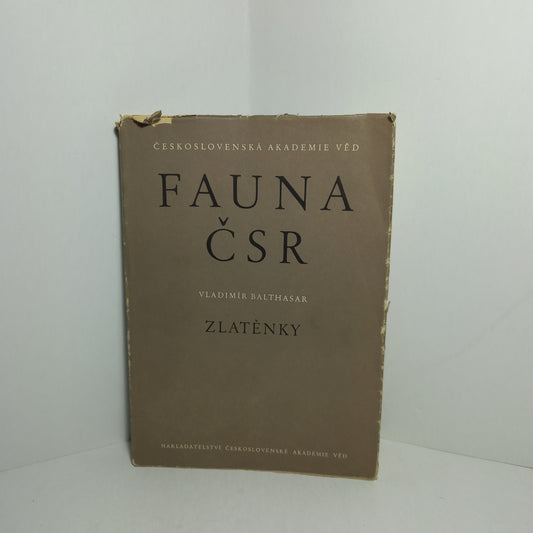 ČESKOSLOVENSKÁ AKADEMIE VĚD
FAUNA
ČSR
VLADIMÍR BALTHASAR
ZLATĚNKY
NAKLADATELSTVÍ ČESKOSLOVENSKÉ AKADEMIE VĚD